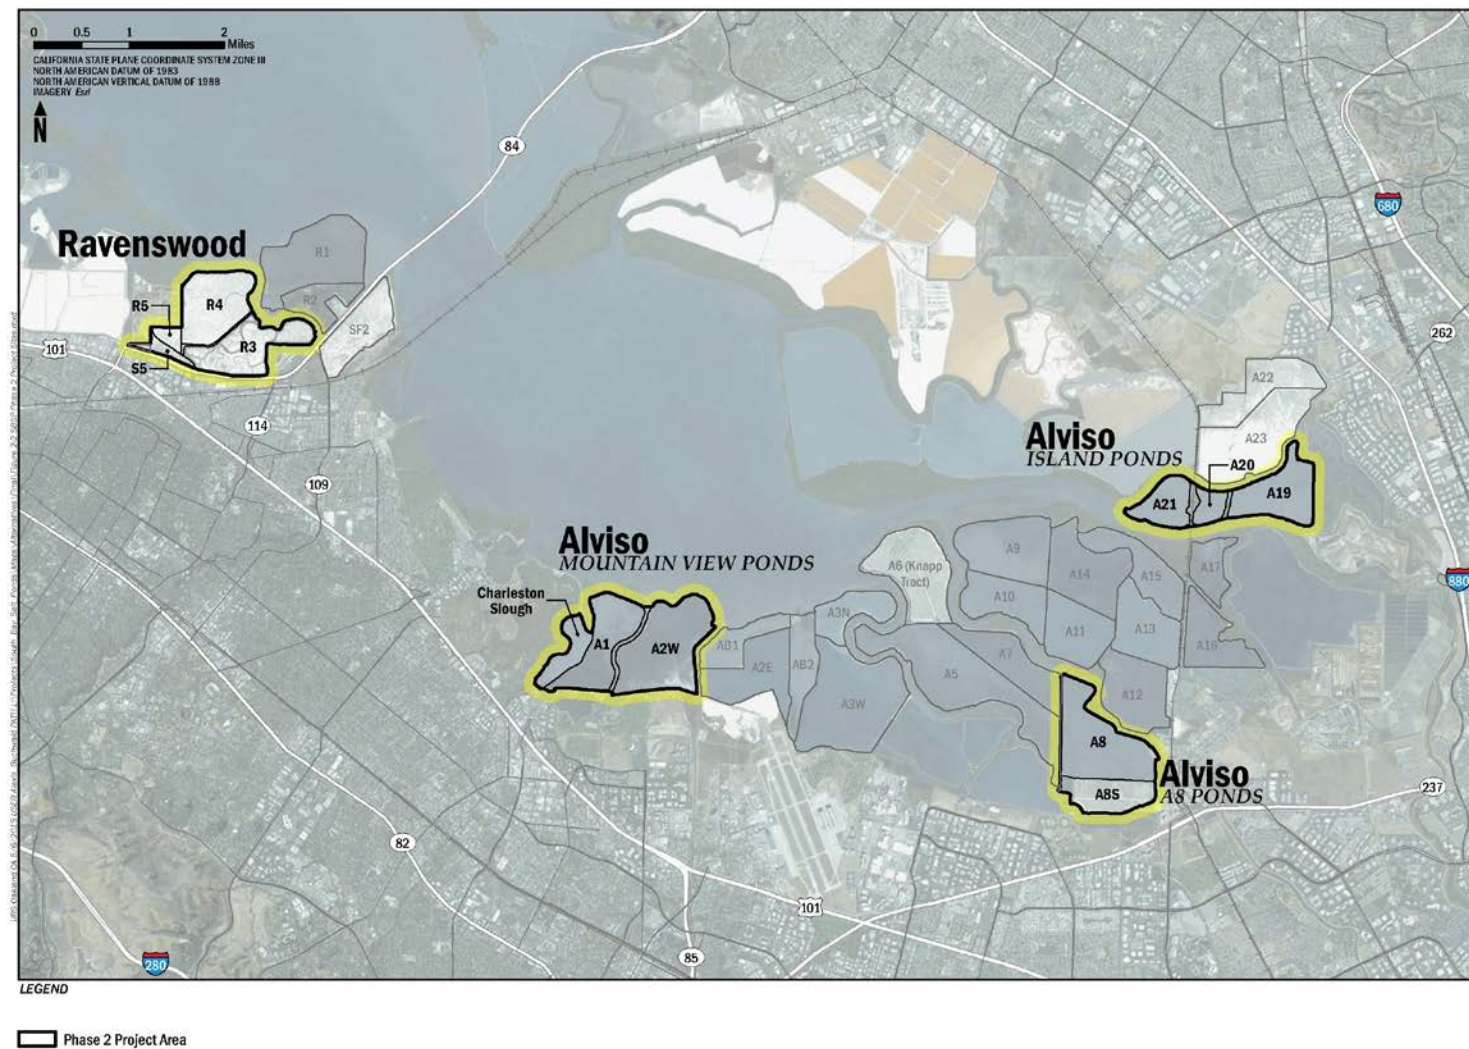 0 0.5 1 2
Miles
CALIFORNIA STATE PLANE COORDINATE SYSTEM ZONE III
NORTH AMERICAN DATUM OF 1983
NORTH AMERICAN VERTICAL DATUM OF 1988
IMAGERY Esri
N
84
680
Ravenswood
R1
R5
R4
R2
SF2
R3
S5
101
262
114
A22
Alviso
ISLAND PONDS
A23
A20
A21
A19
109
Alviso
MOUNTAIN VIEW PONDS
A9
A6 (Knapp
Tract)
A14
A15
A17
880
Charleston
Slough
A10
A3N
A11
A13
A1
A2W
AB1
A2E
AB2
A7
A5
A18
A12
A3W
A8
Alviso
A8 PONDS
A8S
237
82
101
85
280
LEGEND
Phase 2 Project Area